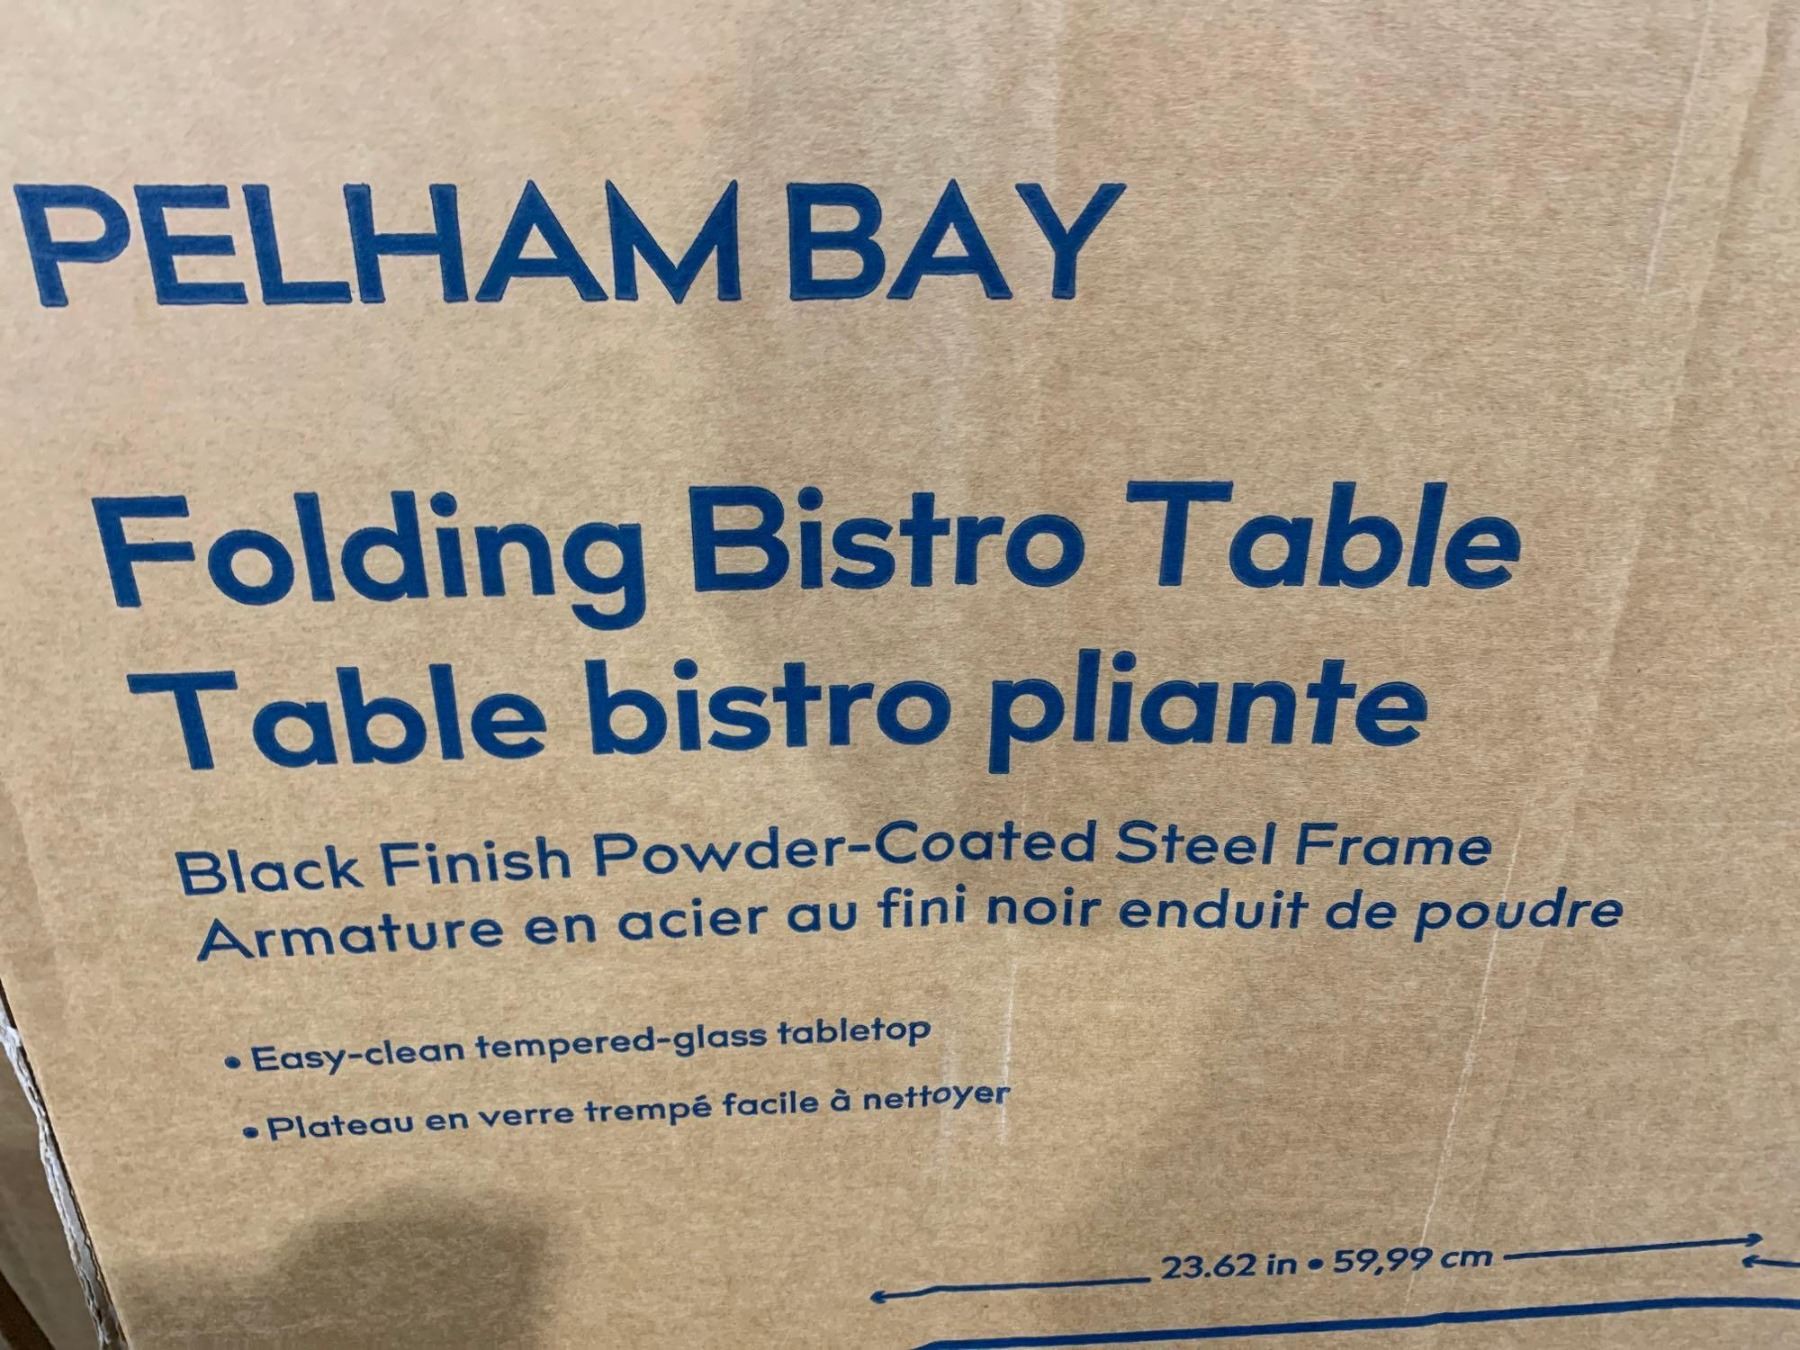 PELHAM BAY
Folding Bistro Table
Table bistro pliante
Black Finish Powder-Coated Steel Frame
Armature en acier au fini noir enduit de poudre
• Easy-clean tempered-glass tabletop
• Plateau en verre trempé facile à nettoyer
23.62 in • 59,99 cm